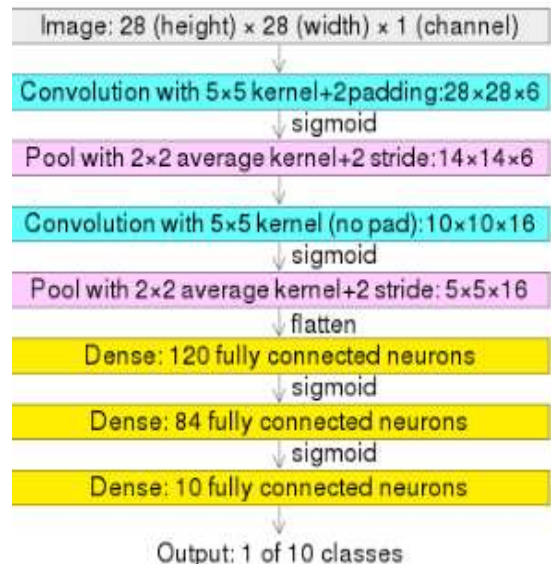 Image: 28 (height) × 28 (width) × 1 (channel)
Convolution with 5×5 kernel+2padding:28×28×6
sigmoid
Pool with 2×2 average kernel+2 stride:14×14×6
Convolution with 5×5 kernel (no pad):10×10×16
sigmoid
Pool with 2×2 average kernel+2 stride: 5×5×16
flatten
Dense: 120 fully connected neurons
sigmoid
Dense: 84 fully connected neurons
sigmoid
Dense: 10 fully connected neurons
Output: 1 of 10 classes